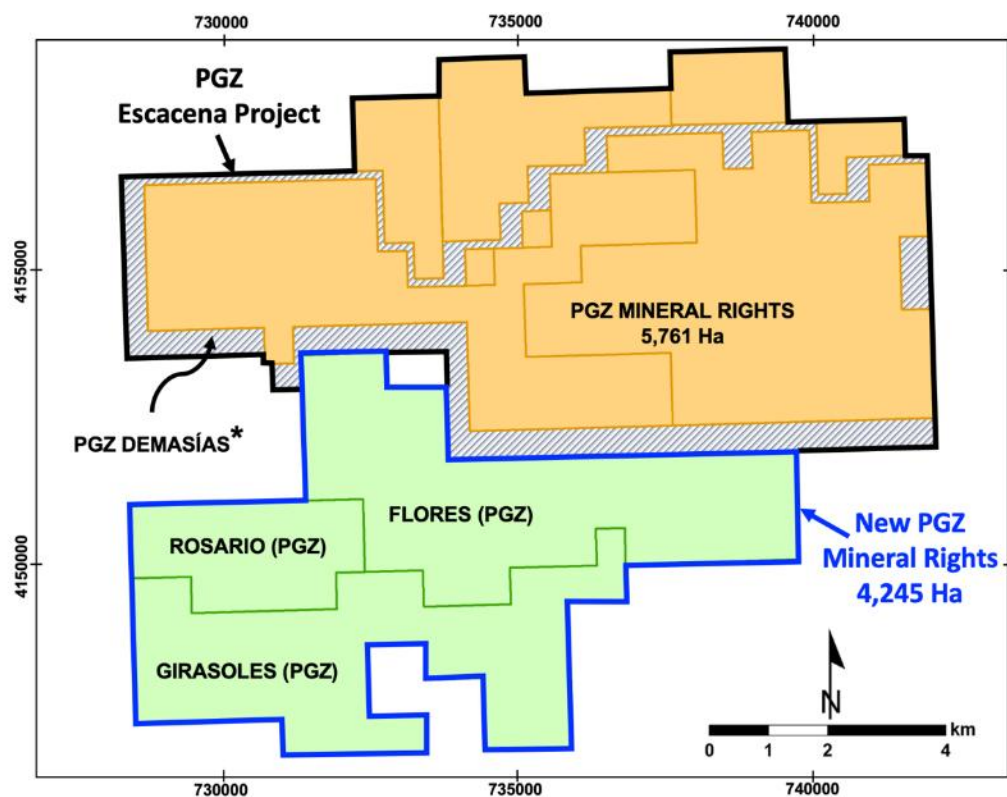 730000
735000
740000
PGZ
Escacena Project
4155000
PGZ MINERAL RIGHTS
5,761 Ha
PGZ DEMASÍAS*
FLORES (PGZ)
ROSARIO (PGZ)
New PGZ
Mineral Rights
4,245 Ha
4150000
GIRASOLES (PGZ)
N
km
0 1 2 4
730000
735000
740000